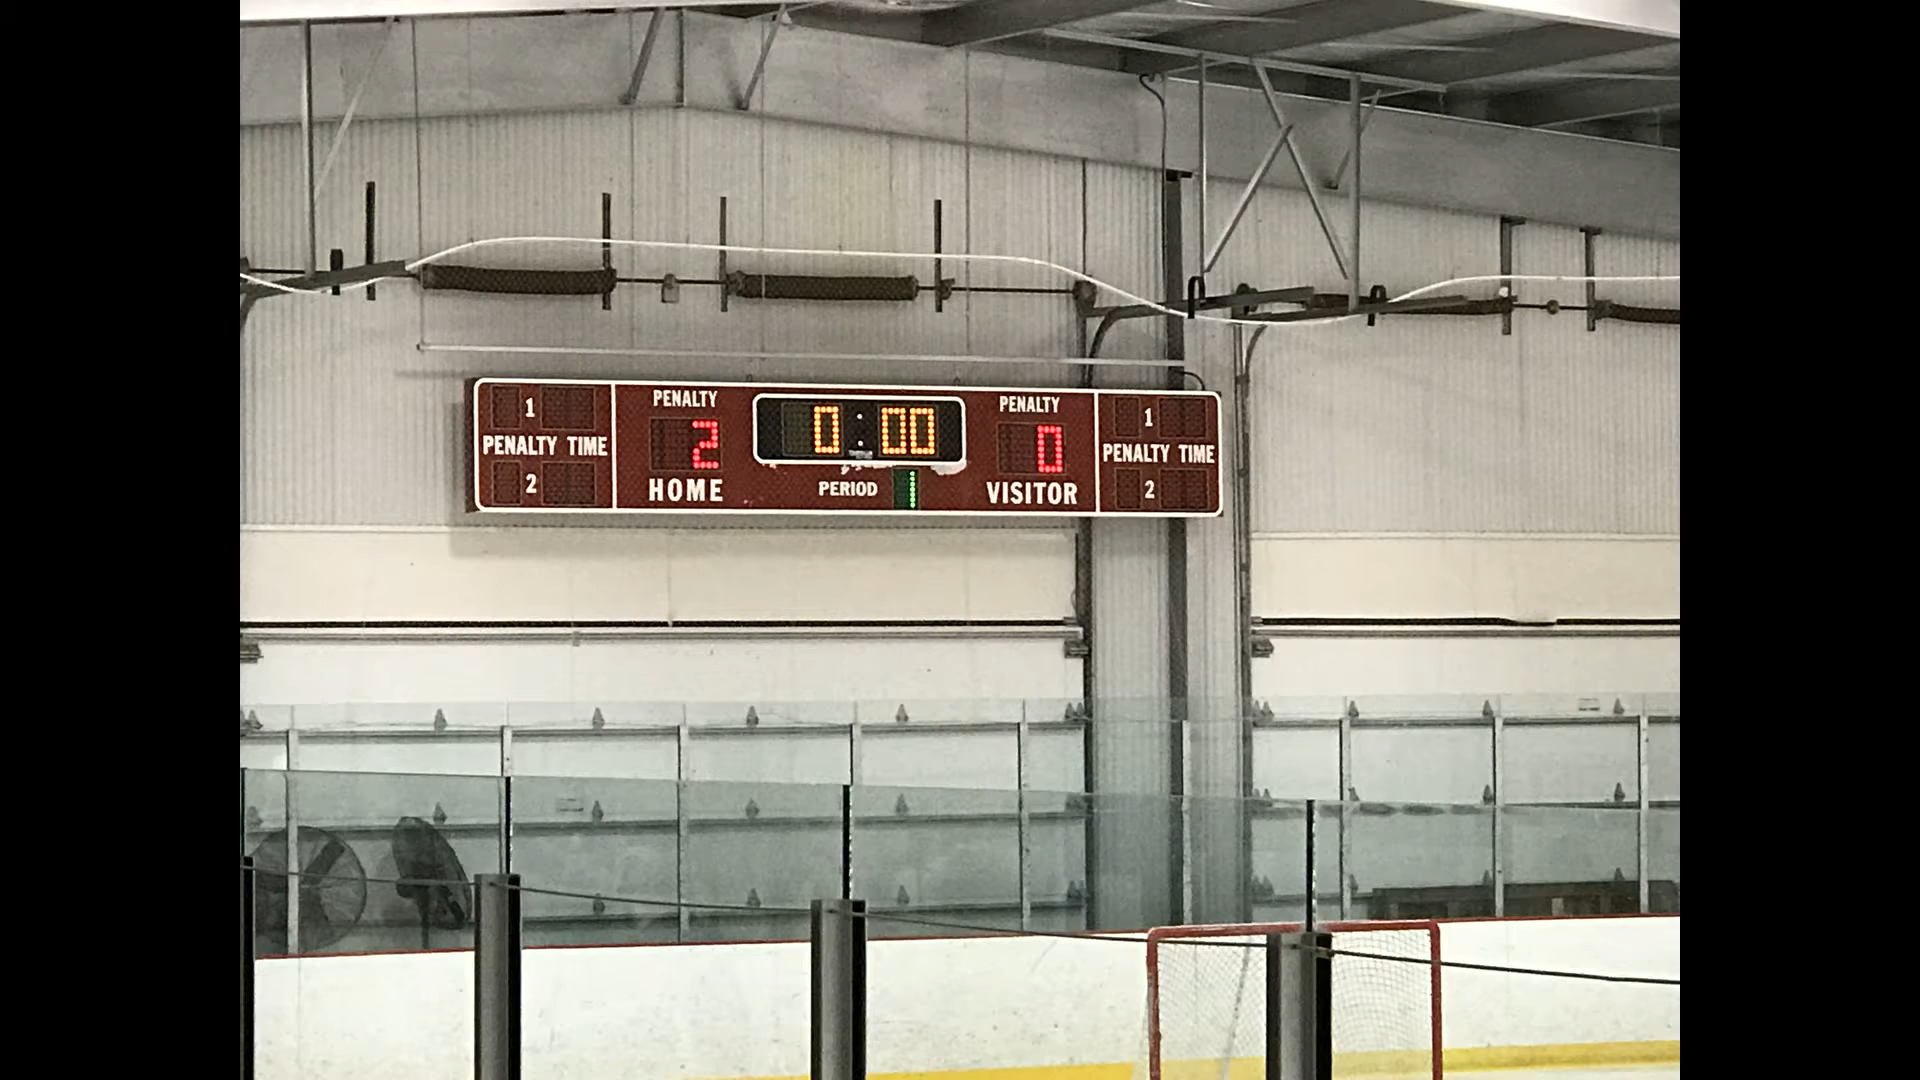 1
PENALTY TIME
2
PENALTY
2
HOME
0:00
PERIOD 1
PENALTY
0
VISITOR
1
PENALTY TIME
2